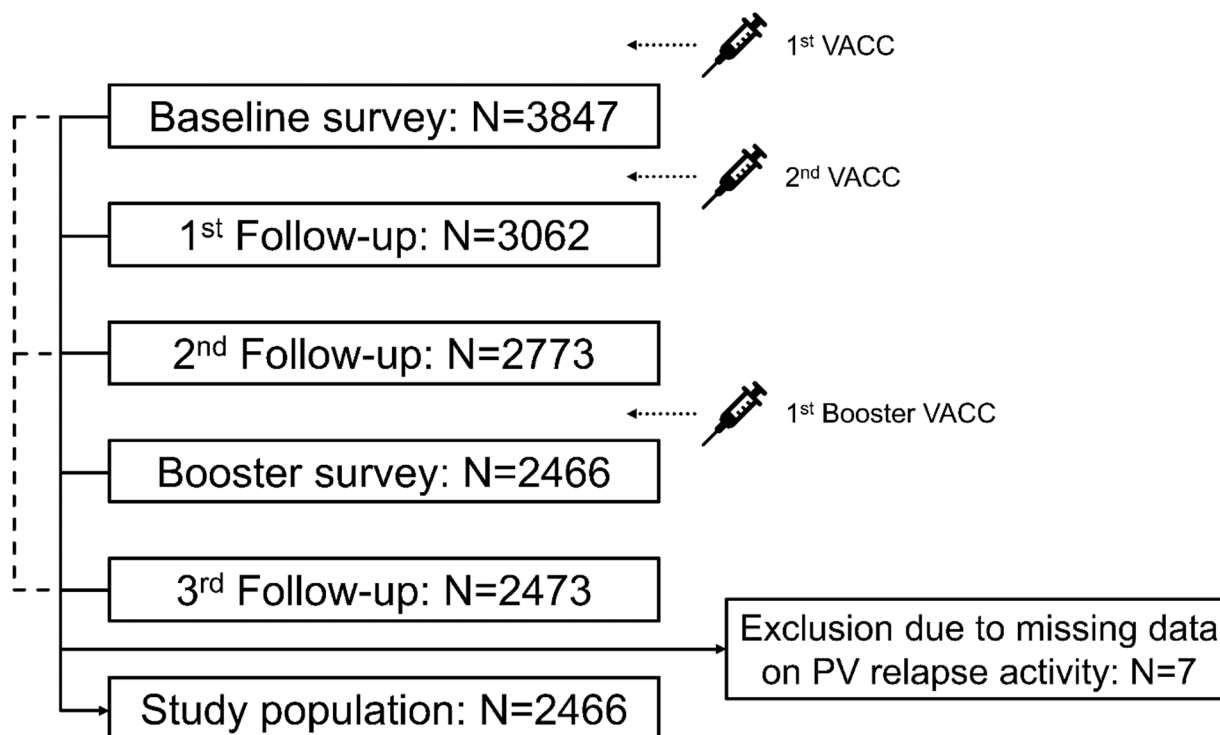 1st VACC
Baseline survey: N=3847
2nd VACC
1st Follow-up: N=3062
2nd Follow-up: N=2773
1st Booster VACC
Booster survey: N=2466
3rd Follow-up: N=2473
Exclusion due to missing data
on PV relapse activity: N=7
Study population: N=2466